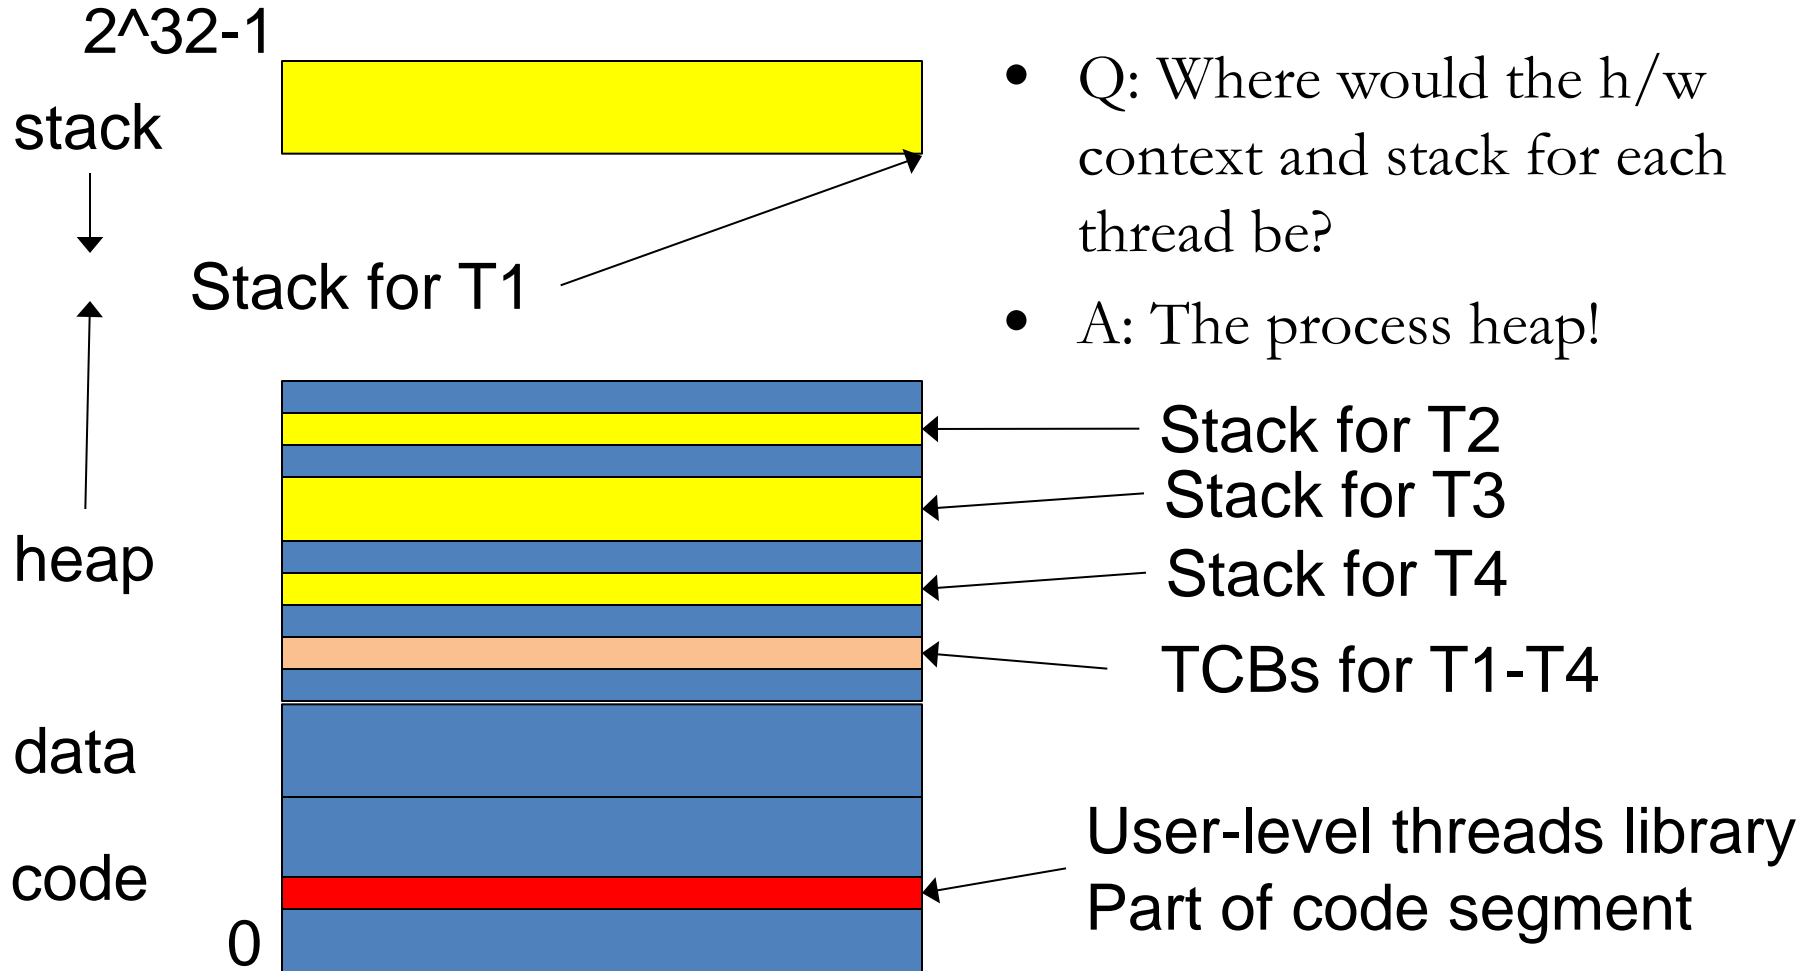 2^32-1
stack
Stack for T1
heap
data
code
0
• Q: Where would the h/w
context and stack for each
thread be?
• A: The process heap!
Stack for T2
Stack for T3
Stack for T4
TCBs for T1-T4
User-level threads library
Part of code segment